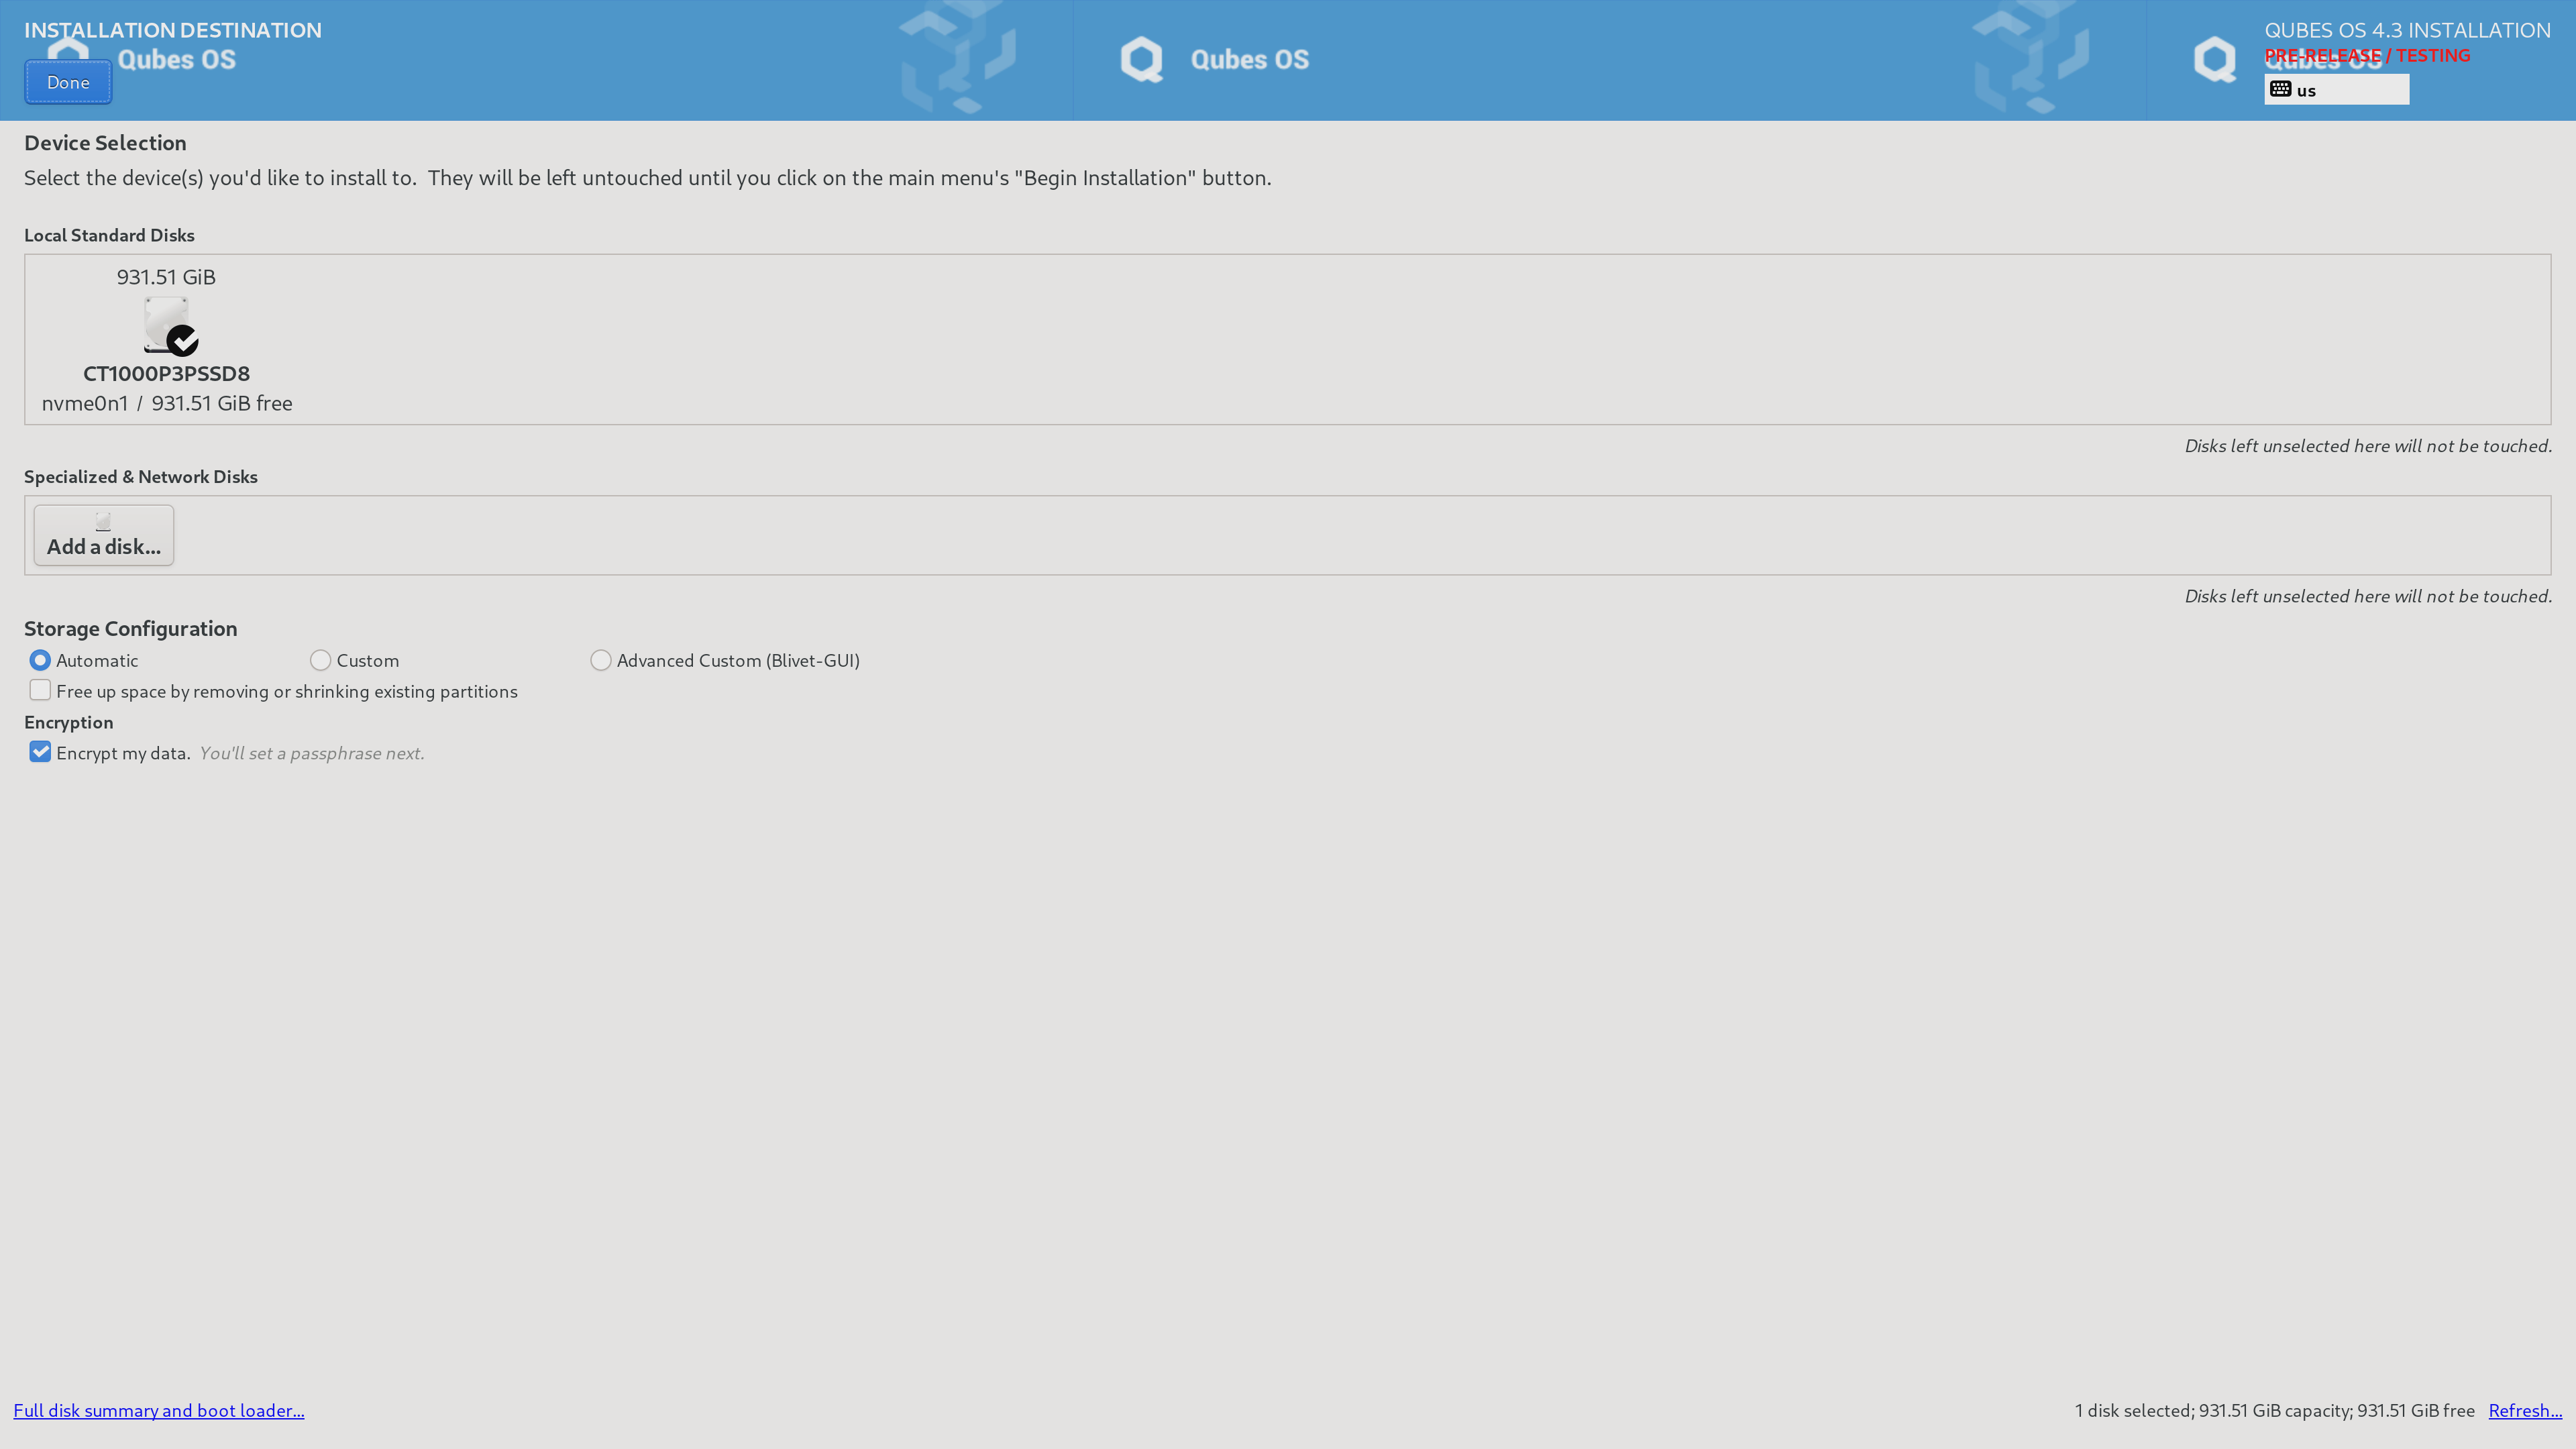 INSTALLATION DESTINATION
Qubes OS
Done
Qubes OS
QUBES OS 4.3 INSTALLATION
PRE-RELEASE / TESTING
Qubes OS
us
Device Selection
Select the device(s) you'd like to install to.  They will be left untouched until you click on the main menu's "Begin Installation" button.
Local Standard Disks
931.51 GiB
CT1000P3PSSD8
nvme0n1 / 931.51 GiB free
Disks left unselected here will not be touched.
Specialized & Network Disks
Add a disk...
Disks left unselected here will not be touched.
Storage Configuration
Automatic Custom Advanced Custom (Blivet-GUI)
Free up space by removing or shrinking existing partitions
Encryption
Encrypt my data. You'll set a passphrase next.
Full disk summary and boot loader... 1 disk selected; 931.51 GiB capacity; 931.51 GiB free Refresh...